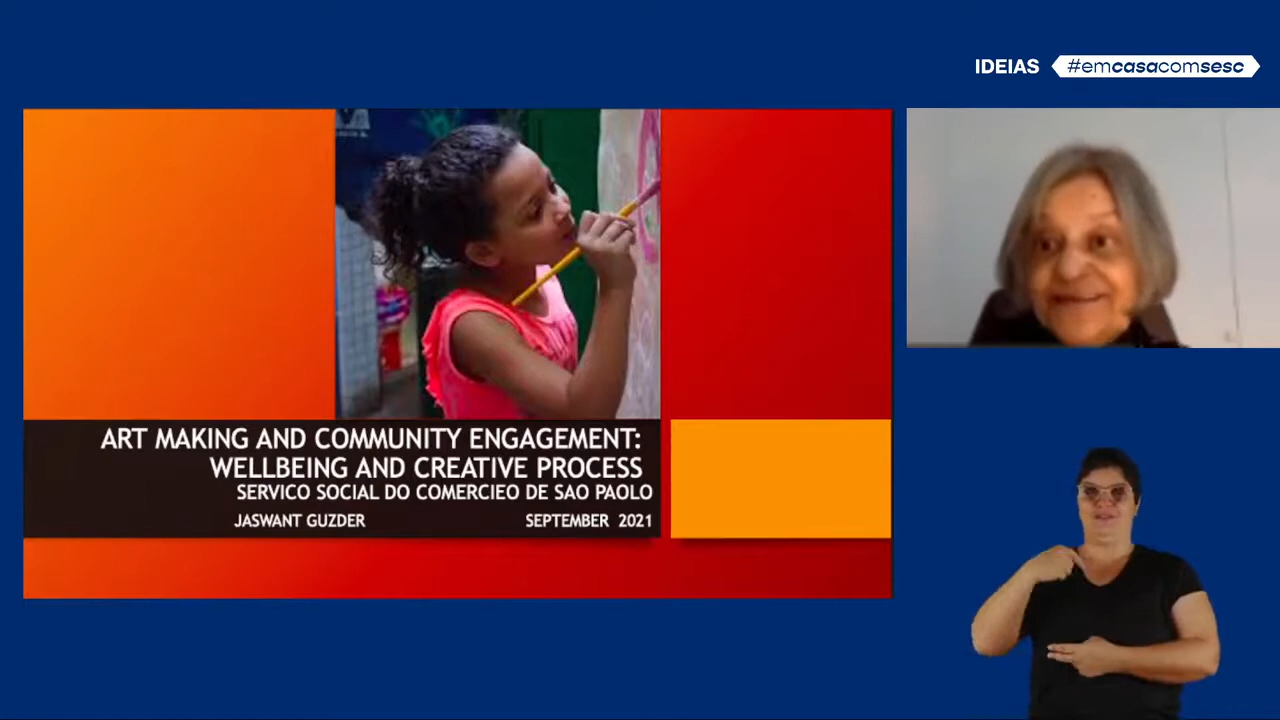 IDEIAS #emcasacomsesc
ART MAKING AND COMMUNITY ENGAGEMENT:
WELLBEING AND CREATIVE PROCESS
SERVICO SOCIAL DO COMERCIEO DE SAO PAOLO
JASWANT GUZDER SEPTEMBER 2021